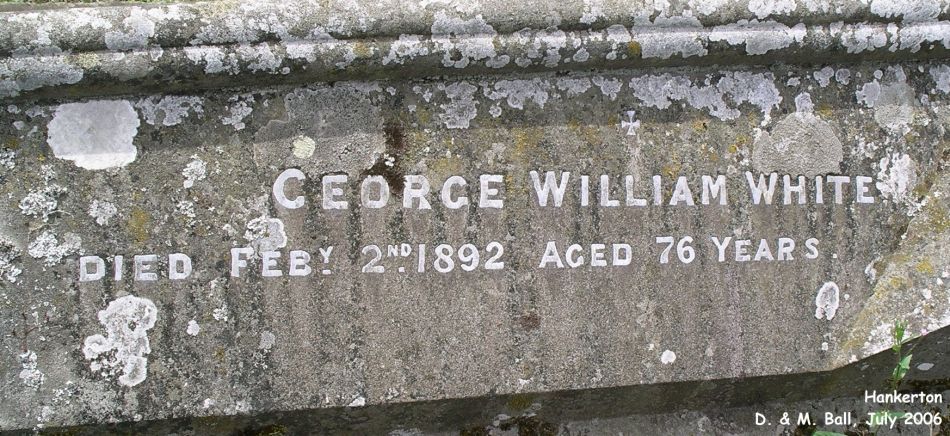 GEORGE WILLIAM WHITE
DIED FEBY. 2ND. 1892 AGED 76 YEARS
Hankerton
D. & M. Ball, July 2006